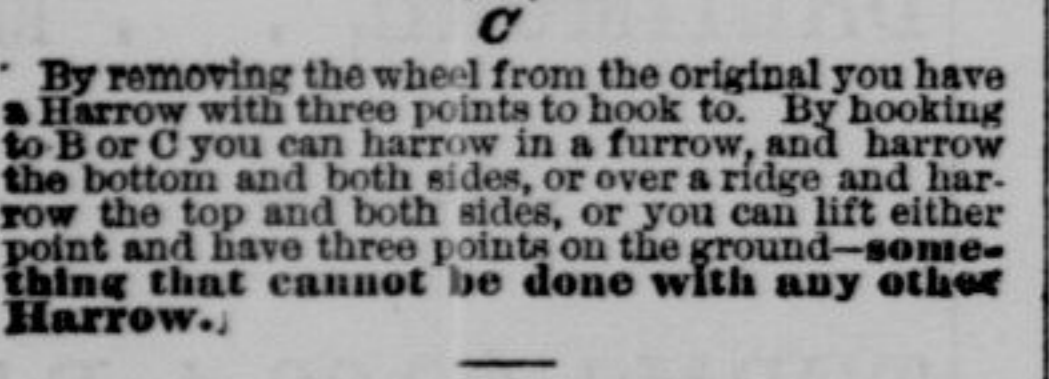 C
By removing the wheel from the original you have
a Harrow with three points to hook to. By hooking
to B or C you can harrow in a furrow, and harrow
the bottom and both sides, or over a ridge and har-
row the top and both sides, or you can lift either
point and have three points on the ground—some-
thing that cannot be done with any other
Harrow.